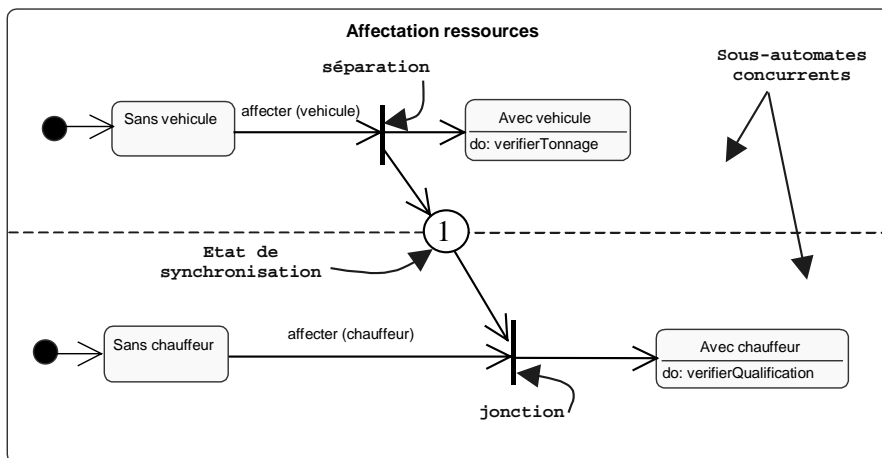 Affectation ressources
Sous-automates
concurrents
séparation
Sans vehicule
affecter (vehicule)
Avec vehicule
do: verifierTonnage
1
Etat de
synchronisation
Sans chauffeur
affecter (chauffeur)
Avec chauffeur
do: verifierQualification
jonction